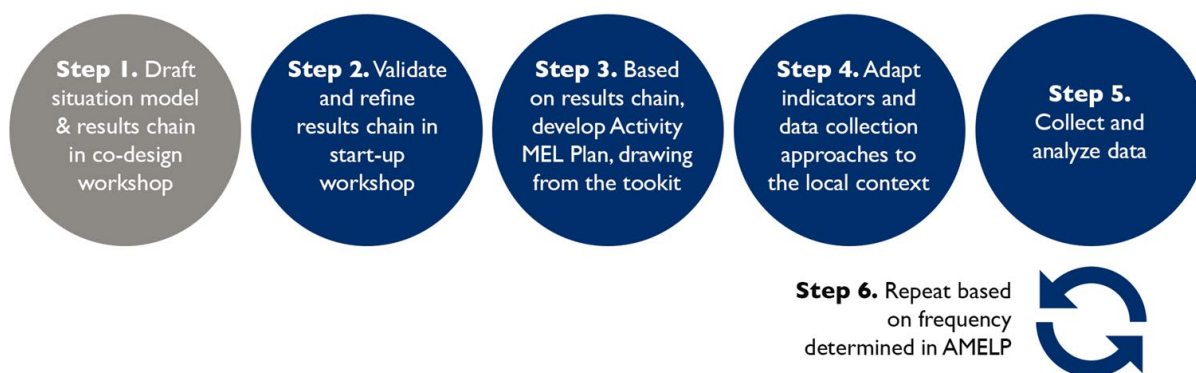 Step 1. Draft
situation model
& results chain
in co-design
workshop
Step 2. Validate
and refine
results chain in
start-up
workshop
Step 3. Based
on results chain,
develop Activity
MEL Plan, drawing
from the tookit
Step 4. Adapt
indicators and
data collection
approaches to
the local context
Step 5.
Collect and
analyze data
Step 6. Repeat based
on frequency
determined in AMELP